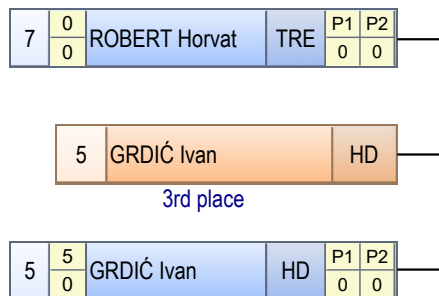 7 0 0 ROBERT Horvat TRE P1 P2 0 0
5 GRDIĆ Ivan HD
3rd place
5 5 0 GRDIĆ Ivan HD P1 P2 0 0